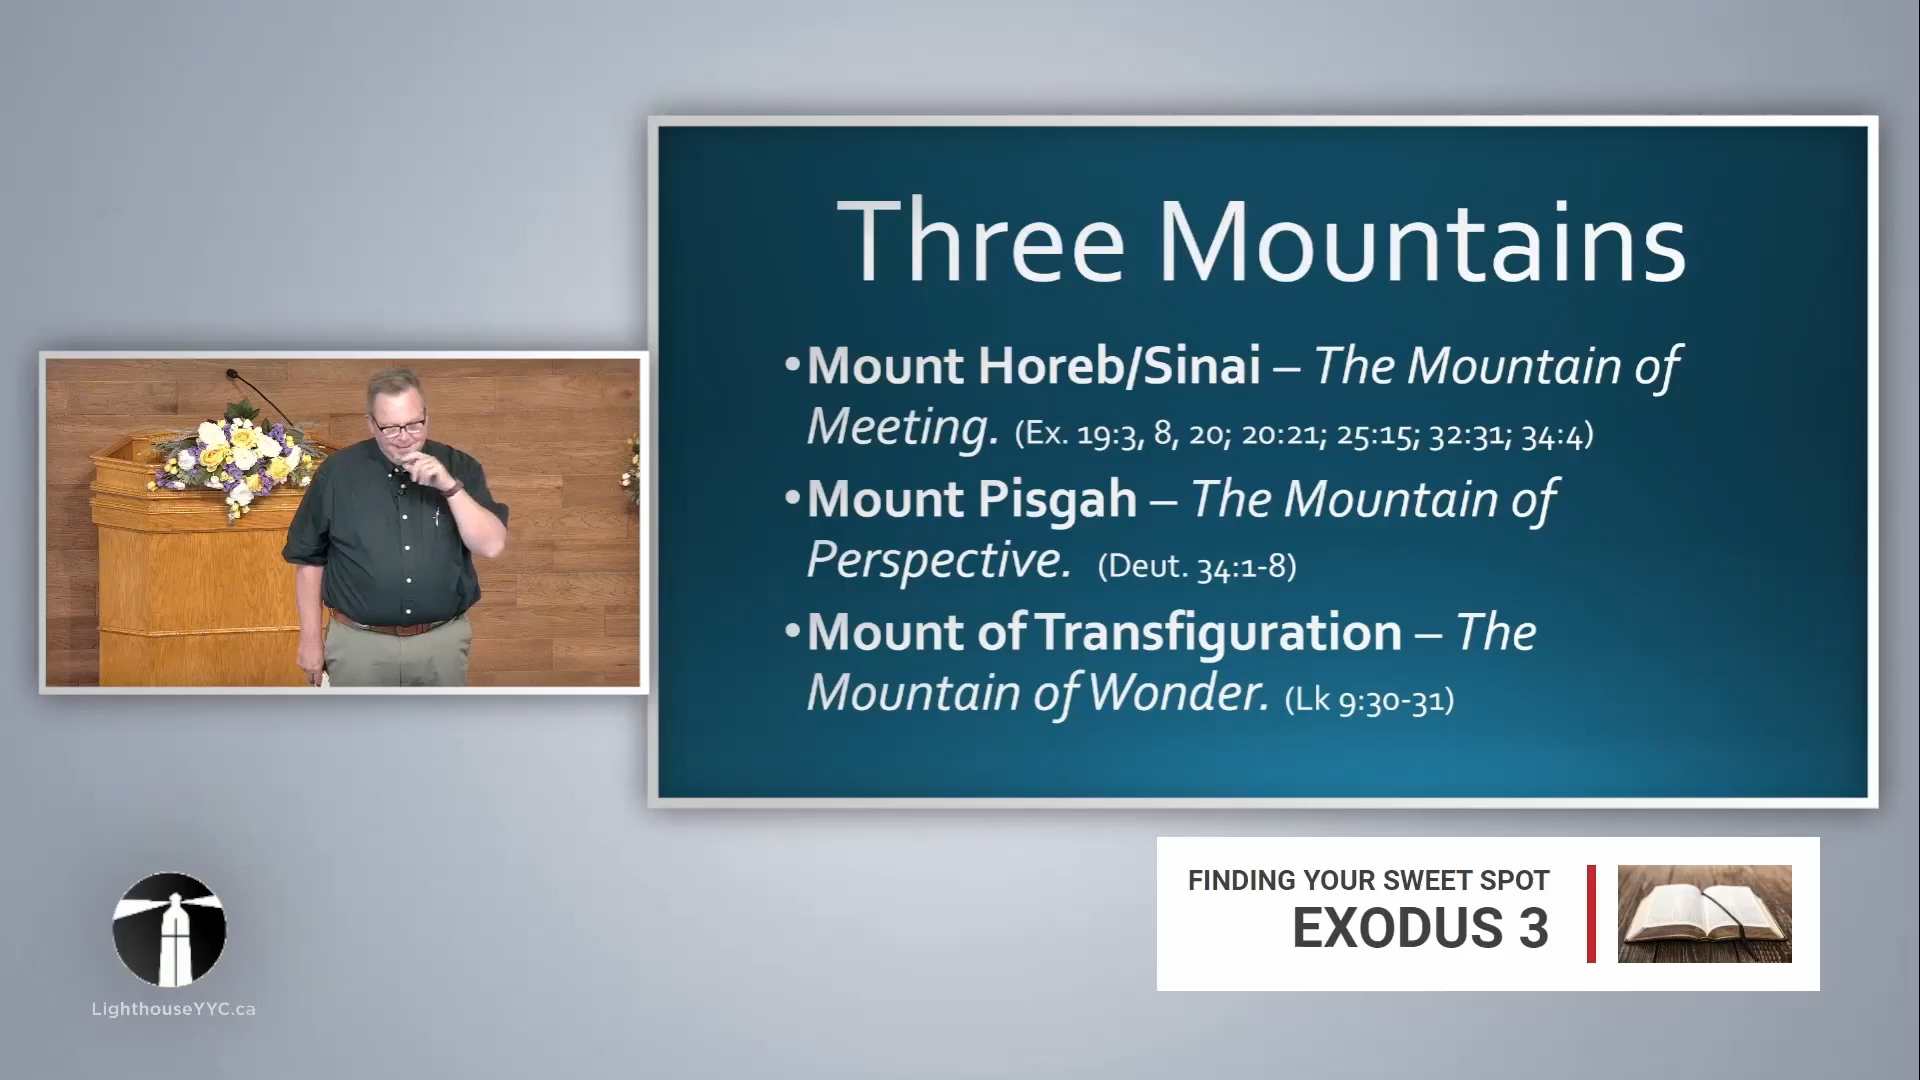 Three Mountains
•Mount Horeb/Sinai – The Mountain of
Meeting. (Ex. 19:3, 8, 20; 20:21; 25:15; 32:31; 34:4)
•Mount Pisgah – The Mountain of
Perspective. (Deut. 34:1-8)
•Mount of Transfiguration – The
Mountain of Wonder. (Lk 9:30-31)
FINDING YOUR SWEET SPOT
EXODUS 3
LighthouseYYC.ca